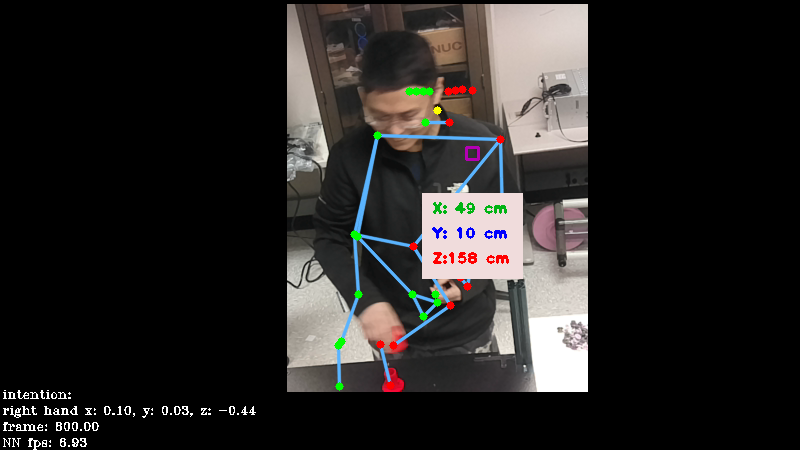 NUC
X: 49 cm
Y: 10 cm
Z:158 cm
intention:
right hand x: 0.10, y: 0.03, z: -0.44
frame: 800.00
NN fps: 6.93